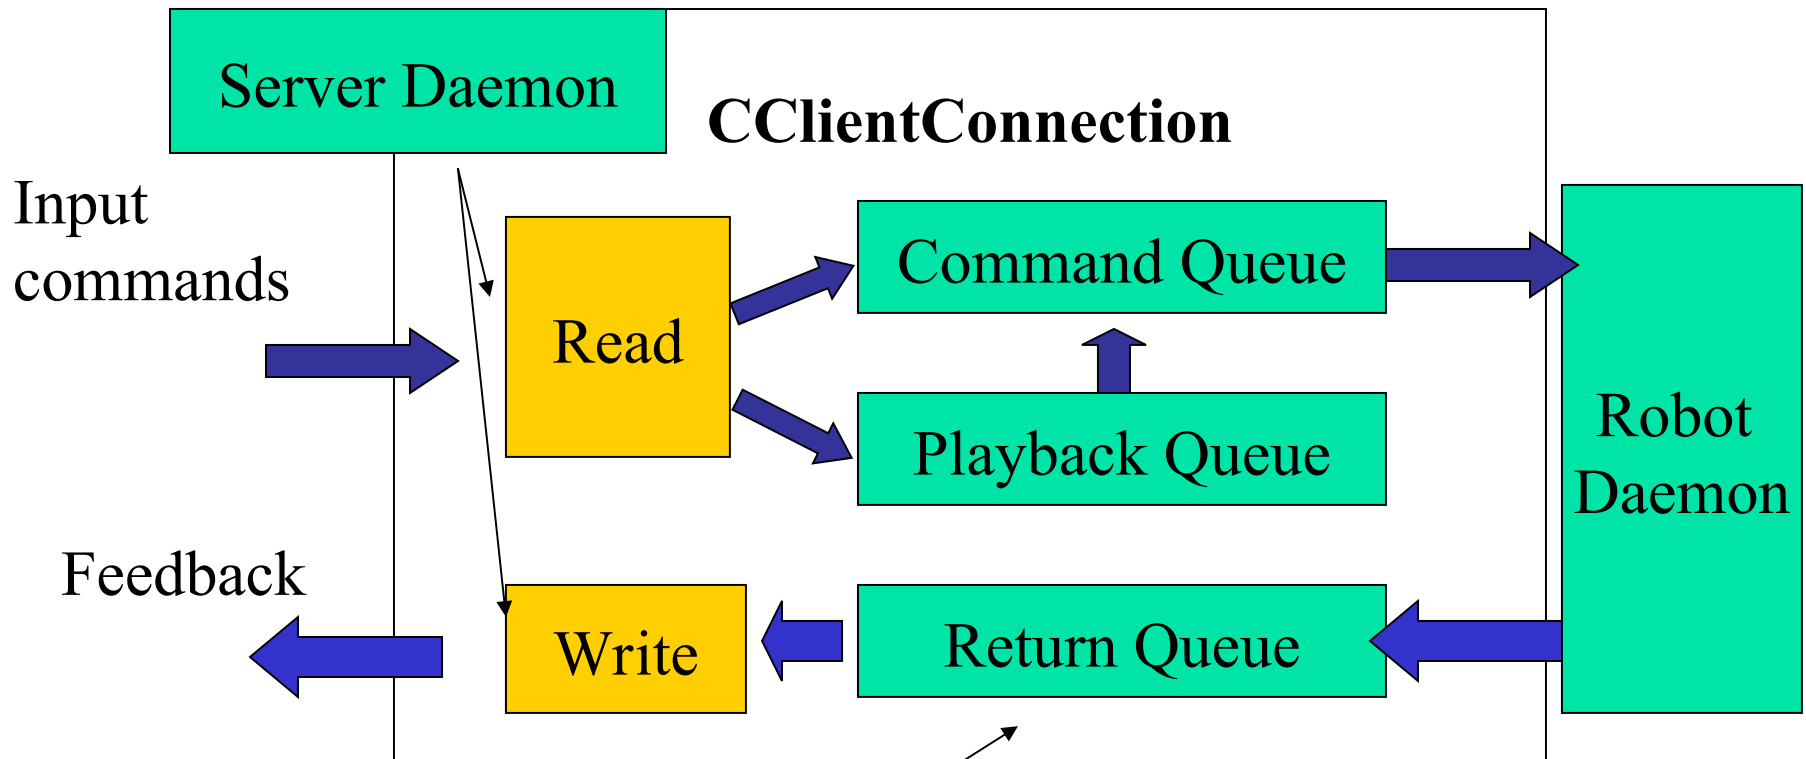 Server Daemon
CClientConnection
Input
commands
Read
Command Queue
Playback Queue
Robot
Daemon
Feedback
Write
Return Queue